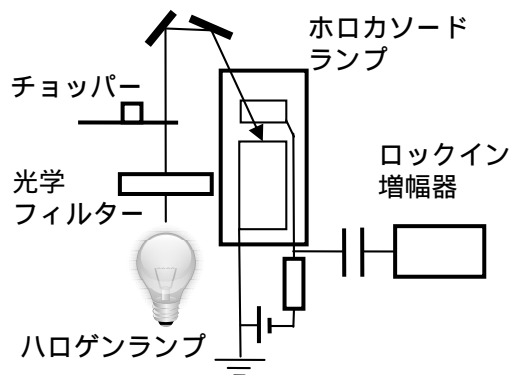 ホロカソード
ランプ
チョッパー
ロックイン
増幅器
光学
フィルター
ハロゲンランプ